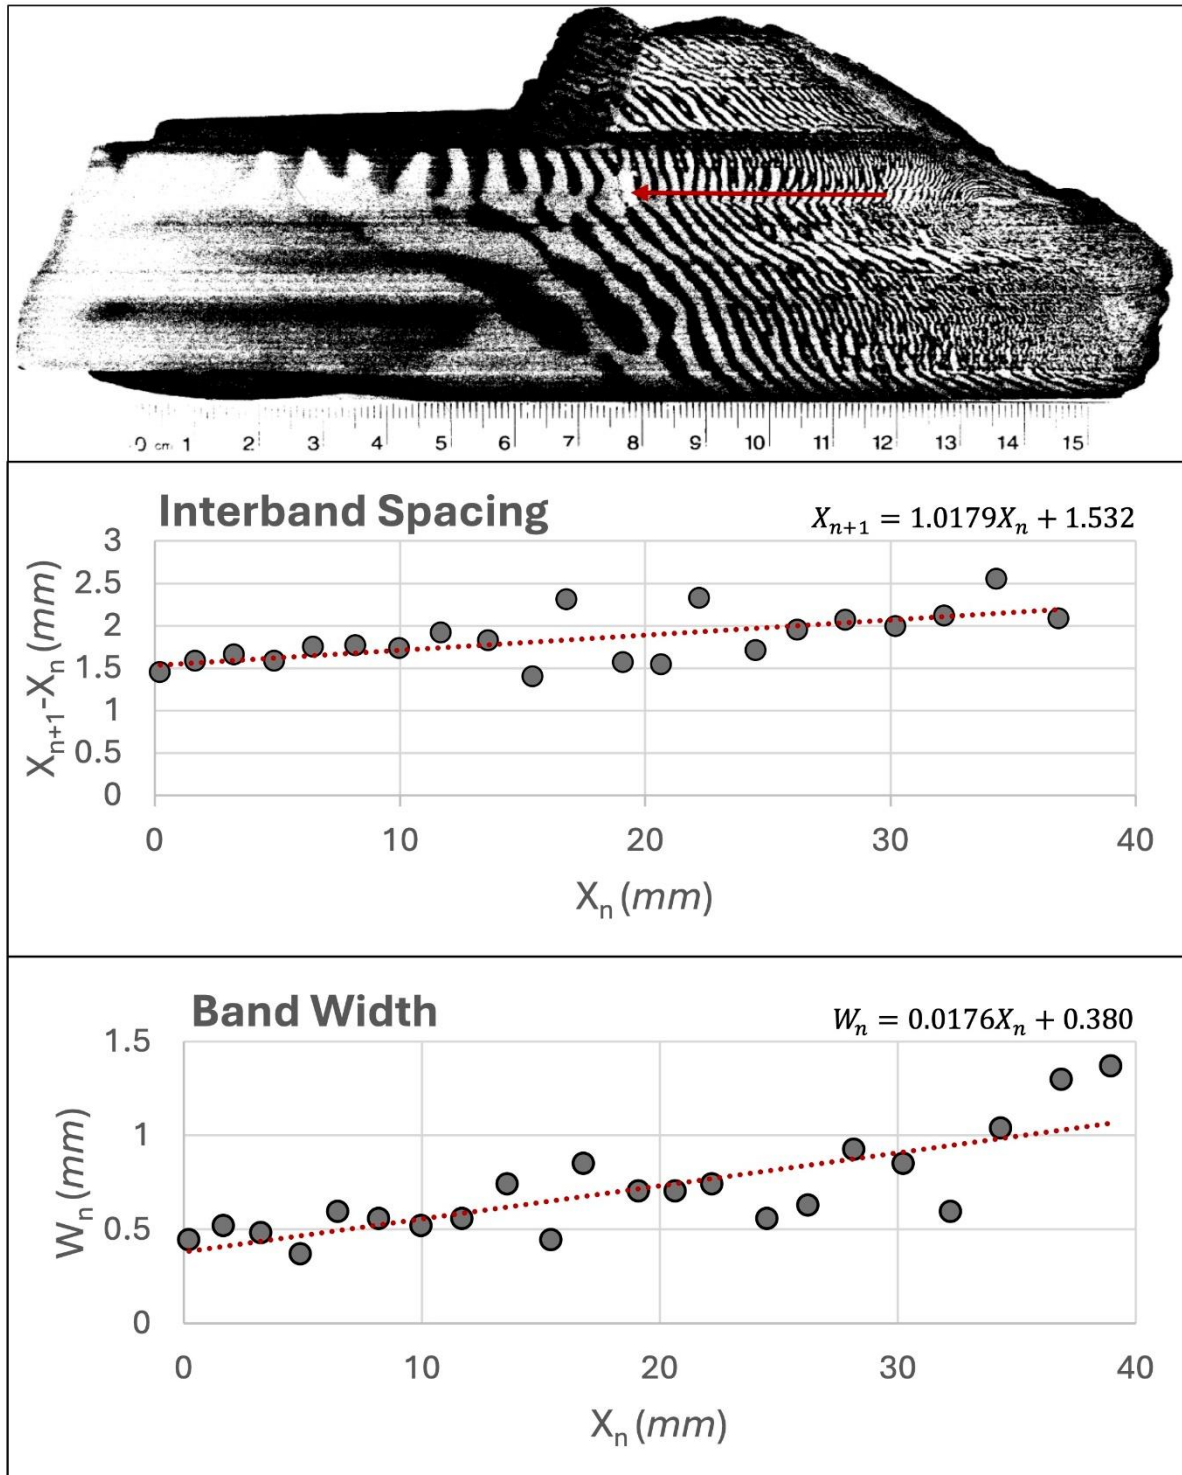 0 cm 1 2 3 4 5 6 7 8 9 10 11 12 13 14 15
Interband Spacing
X_{n+1} = 1.0179X_n + 1.532
3
2.5
2
1.5
1
0.5
0
X_{n+1}-X_n (mm)
0 10 20 30 40
X_n (mm)
Band Width
W_n = 0.0176X_n + 0.380
1.5
1
0.5
0
W_n (mm)
0 10 20 30 40
X_n (mm)